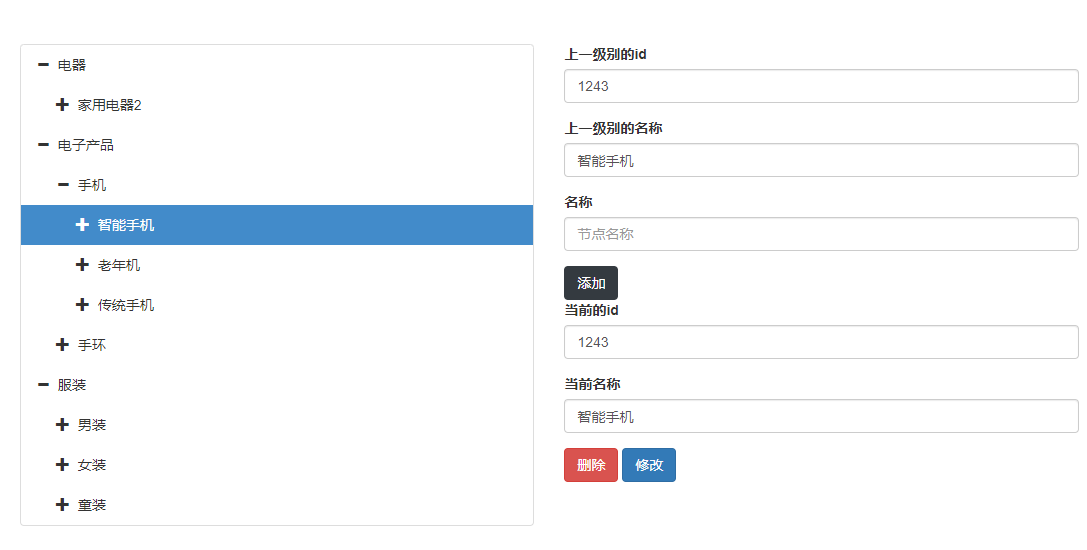 电器
家用电器2
电子产品
手机
智能手机
老年机
传统手机
手环
服装
男装
女装
童装
上一级别的id
1243
上一级别的名称
智能手机
名称
节点名称
添加
当前的id
1243
当前名称
智能手机
删除 修改